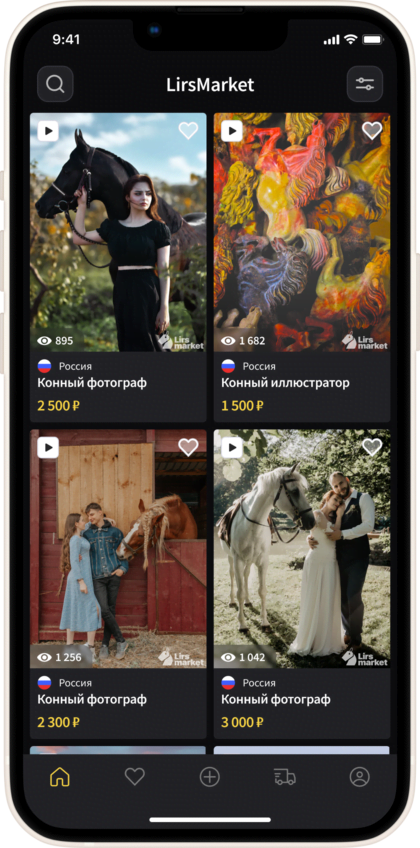 9:41
LirsMarket
895
Lirs
market
1 682
Lirs
market
Россия
Конный фотограф
2 500 ₽
Россия
Конный иллюстратор
1 500 ₽
1 256
Lirs
market
1 042
Lirs
market
Россия
Конный фотограф
2 300 ₽
Россия
Конный фотограф
3 000 ₽